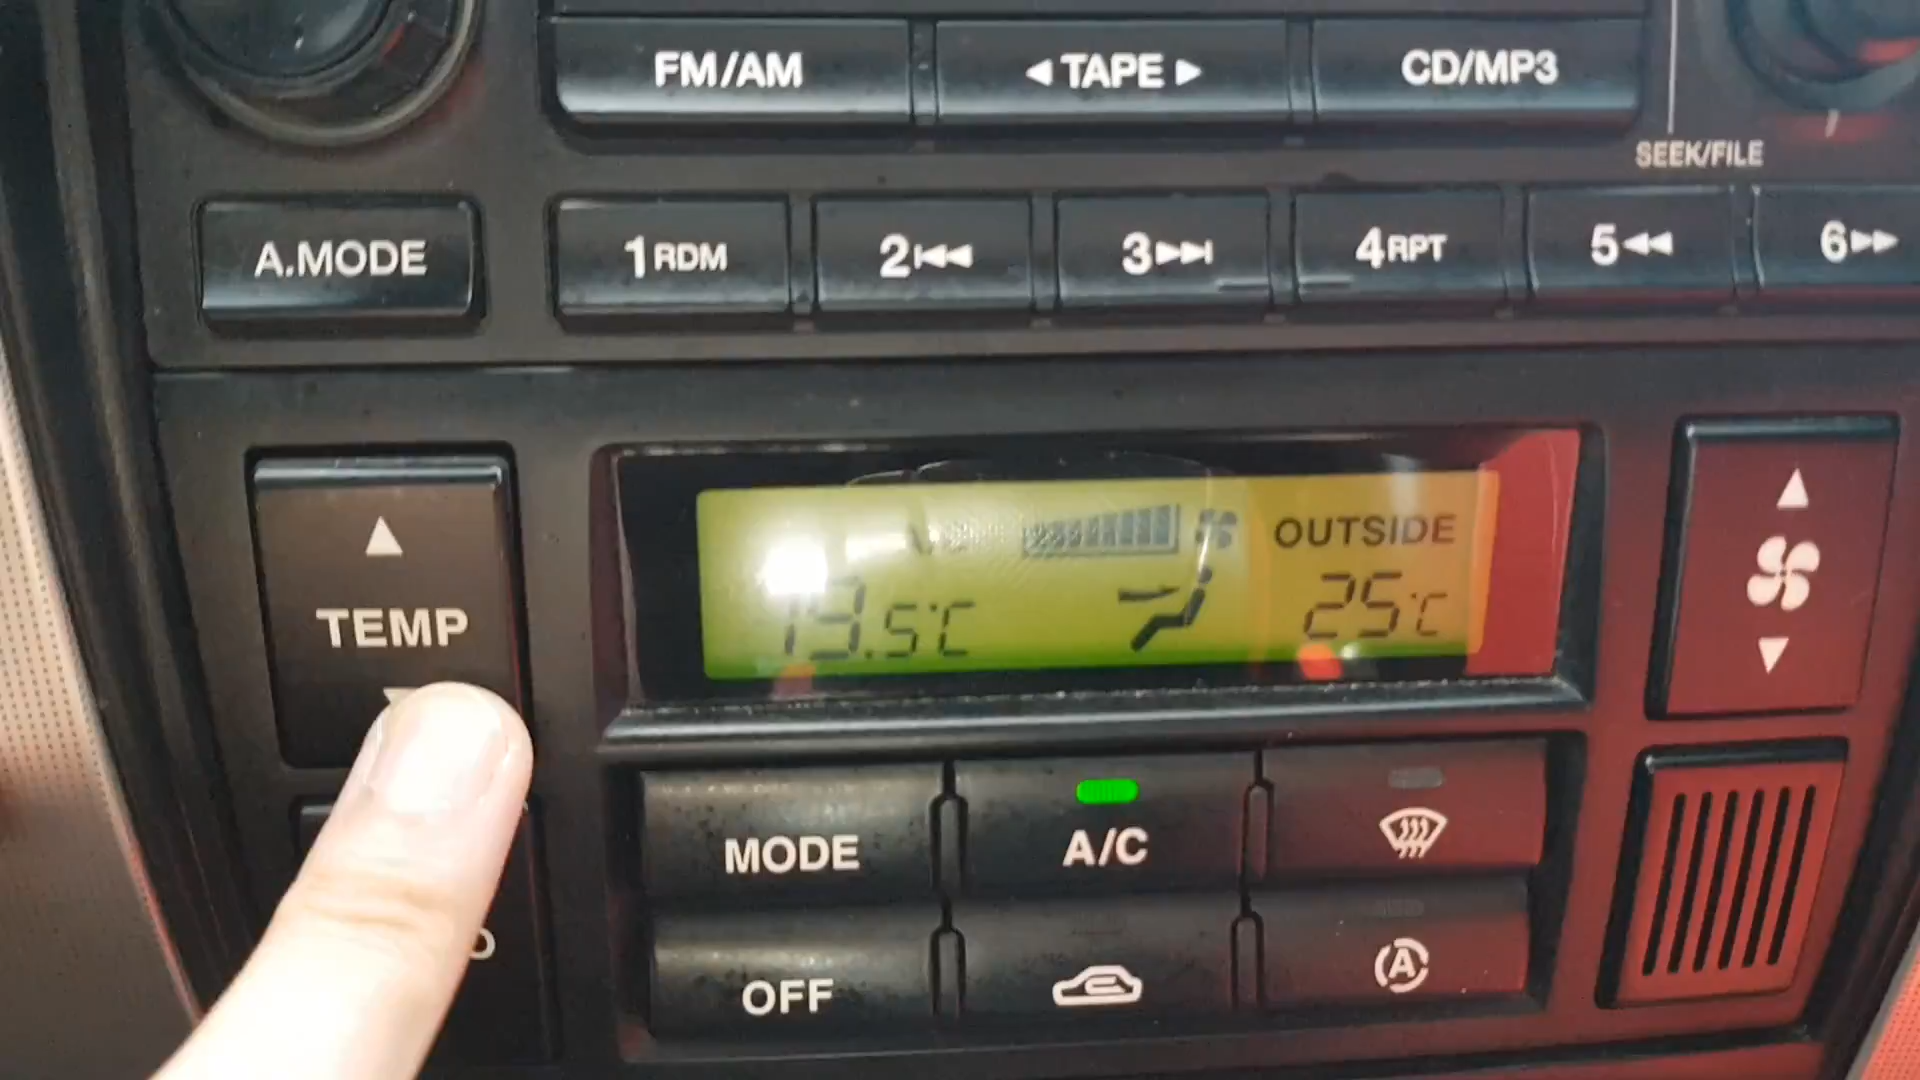 FM/AM
TAPE
CD/MP3
SEEK/FILE
A.MODE
1 RDM
2
3
4 RPT
5
6
OUTSIDE
TEMP
19.5°C
25°C
MODE
A/C
OFF
A